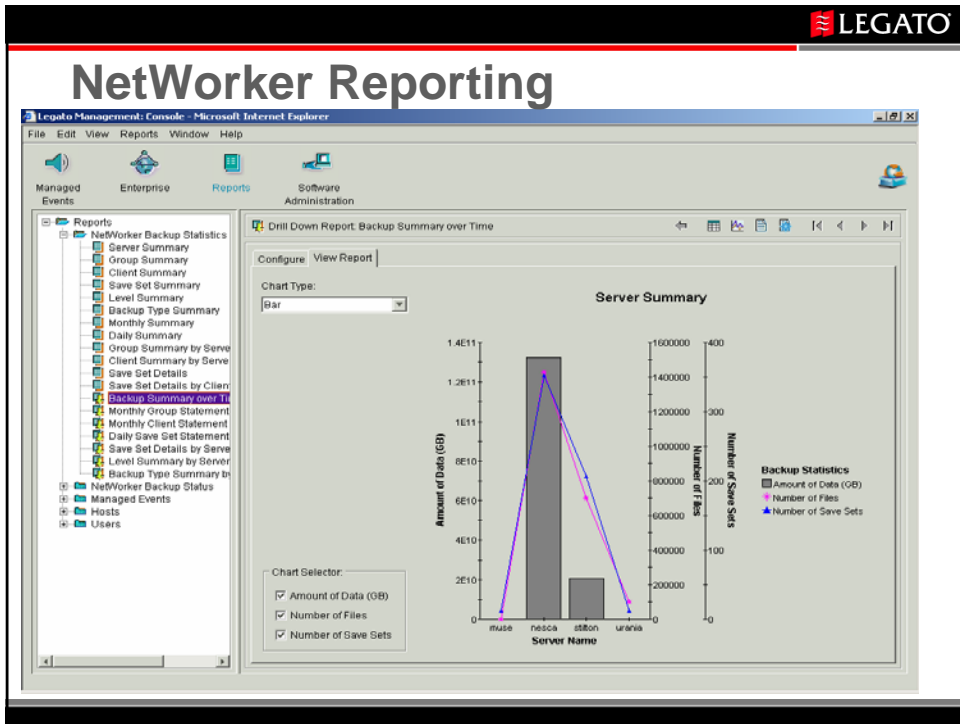 LEGATO
NetWorker Reporting
Legato Management: Console - Microsoft Internet Explorer
File Edit View Reports Window Help
Managed Events
Enterprise
Reports
Software Administration
Reports
NetWorker Backup Statistics
Server Summary
Group Summary
Client Summary
Save Set Summary
Level Summary
Backup Type Summary
Monthly Summary
Daily Summary
Group Summary by Serve
Client Summary by Serve
Save Set Details
Save Set Details by Clien
Backup Summary over Ti
Monthly Group Statement
Monthly Client Statement
Daily Save Set Statement
Save Set Details by Serve
Level Summary by Server
Backup Type Summary by
NetWorker Backup Status
Managed Events
Hosts
Users
Drill Down Report: Backup Summary over Time
Configure View Report
Chart Type:
Bar
Chart Selector:
Amount of Data (GB)
Number of Files
Number of Save Sets
Server Summary
Amount of Data (GB)
1.4E11
1.2E11
1E11
8E10
6E10
4E10
2E10
0
1600000
1400000
1200000
1000000
800000
600000
400000
200000
0
Number of Files
400
300
200
100
0
Number of Save Sets
muse nesca stilton urania
Server Name
Backup Statistics
Amount of Data (GB)
Number of Files
Number of Save Sets